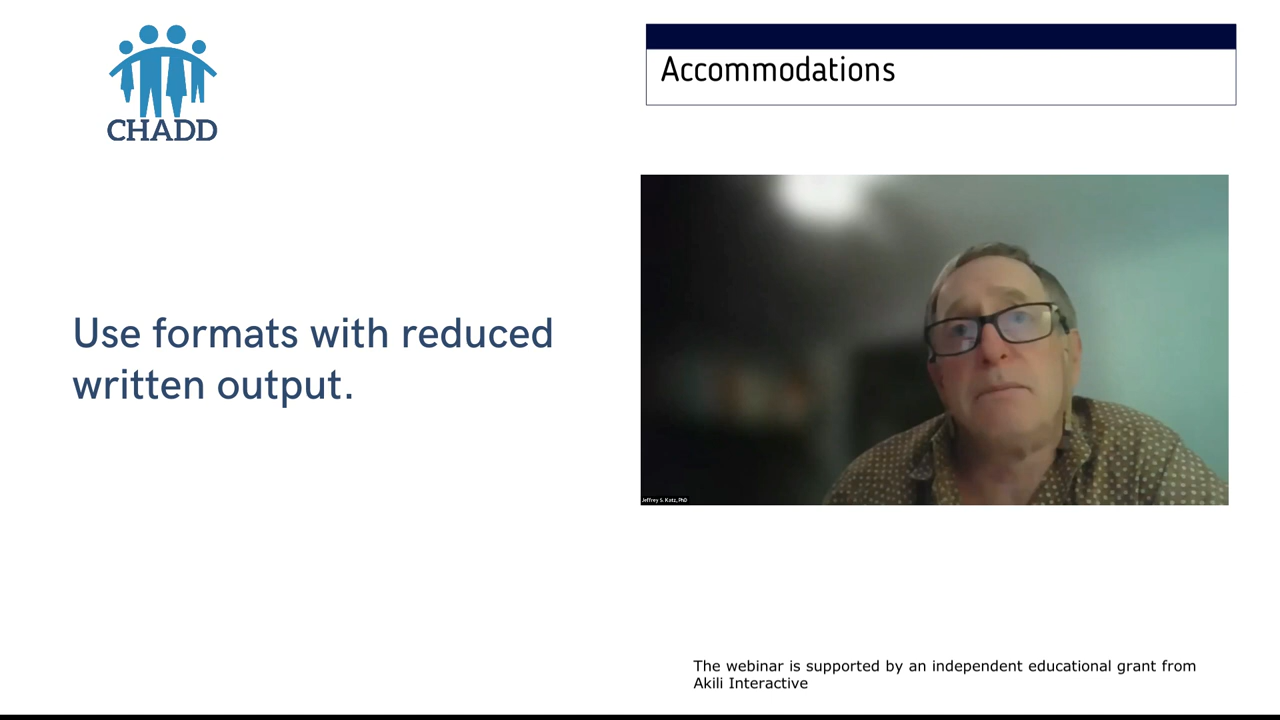 CHADD
Accommodations
Use formats with reduced
written output.
Jeffrey S. Katz, PhD
The webinar is supported by an independent educational grant from
Akili Interactive